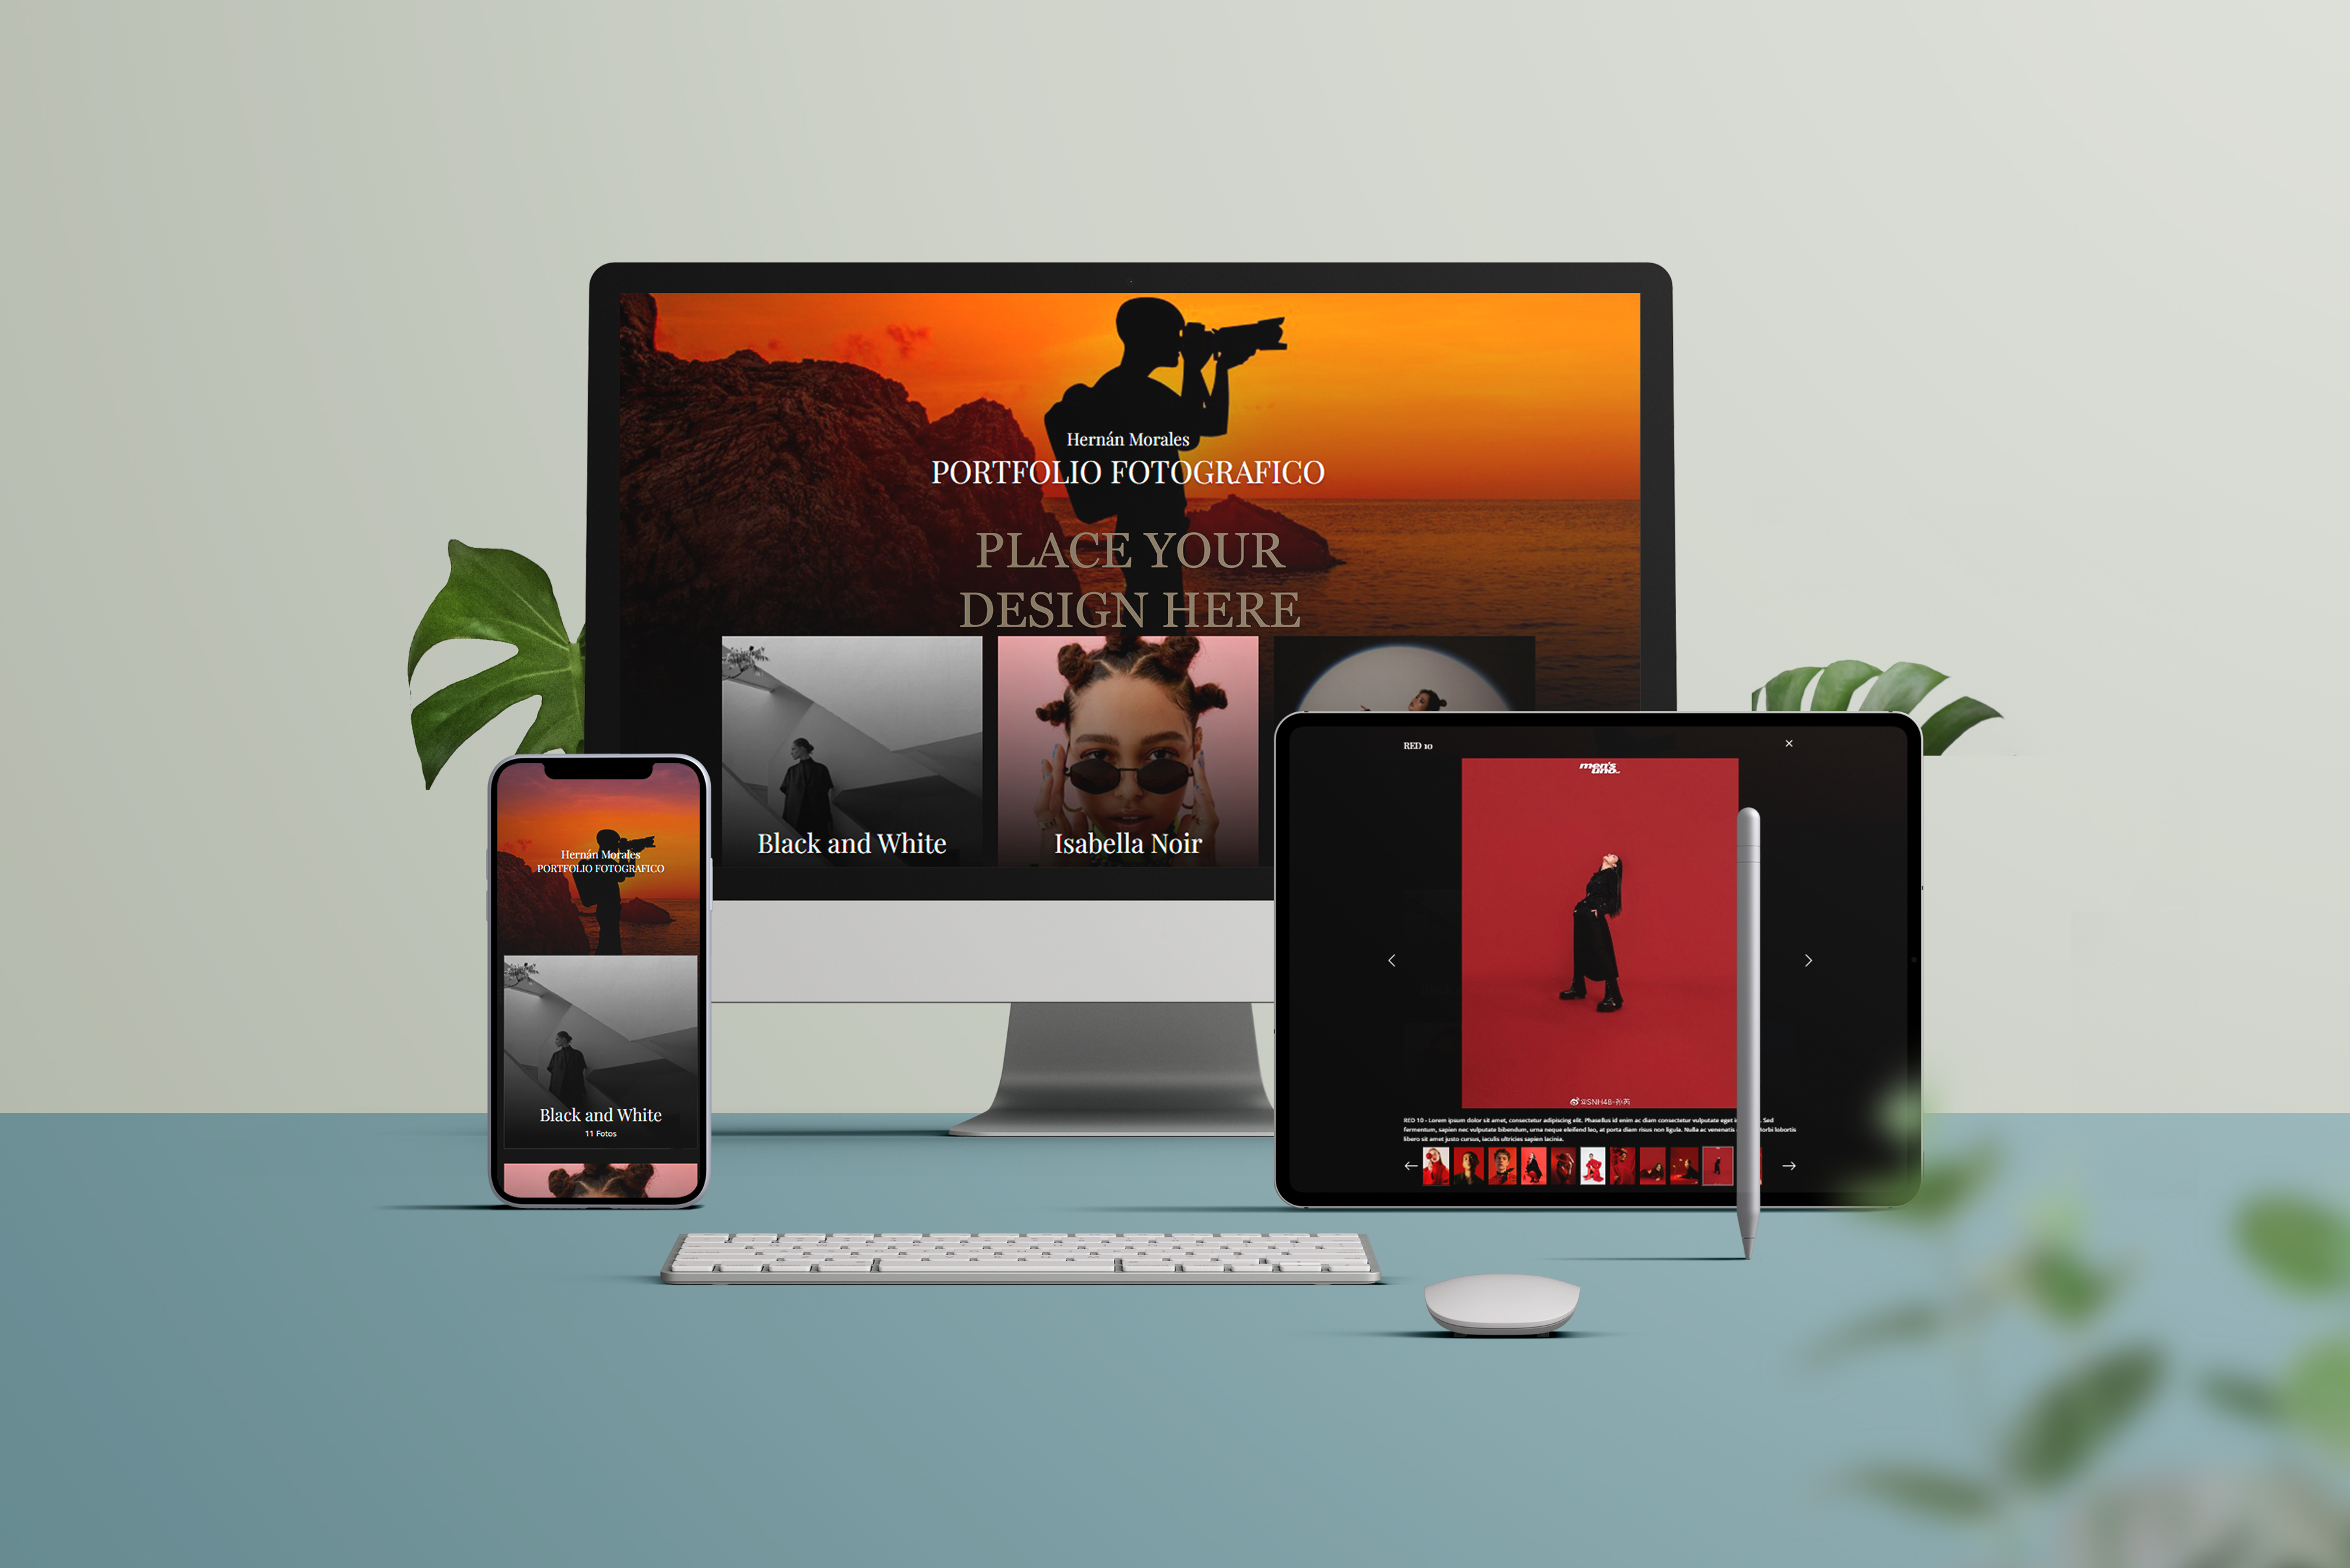 Hernán Morales
PORTFOLIO FOTOGRAFICO
PLACE YOUR
DESIGN HERE
Black and White
Isabella Noir
Hernán Morales
PORTFOLIO FOTOGRAFICO
Black and White
11 Fotos
RED 10
men's
uno
@SNH48-孙芮
RED 10 - Lorem ipsum dolor sit amet, consectetur adipiscing elit. Phasellus id enim ac diam consectetur vulputate eget Sed
fermentum, sapien nec vulputate bibendum, urna neque eleifend leo, at porta diam risus non ligula. Nulla ac venenatis lobortis
libero sit amet justo cursus, iaculis ultricies sapien lacinia.